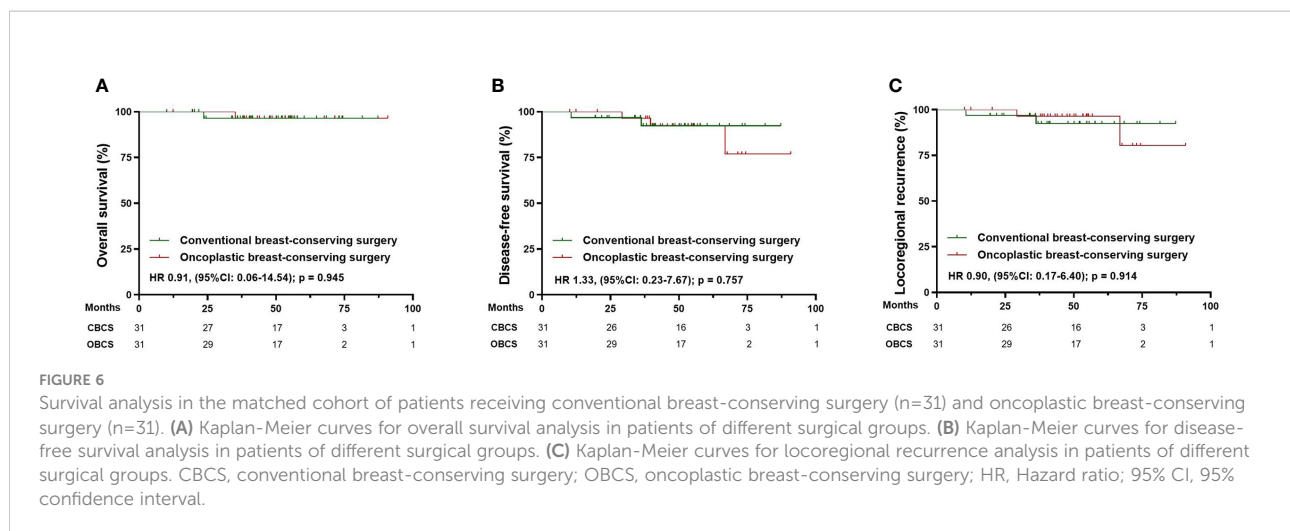 A
Overall survival (%)
100
75
50
25
0
Conventional breast-conserving surgery
Oncoplastic breast-conserving surgery
HR 0.91, (95%CI: 0.06-14.54); p = 0.945
Months 0 25 50 75 100
CBCS 31 27 17 3 1
OBCS 31 29 17 2 1
B
Disease-free survival (%)
100
75
50
25
0
Conventional breast-conserving surgery
Oncoplastic breast-conserving surgery
HR 1.33, (95%CI: 0.23-7.67); p = 0.757
Months 0 25 50 75 100
CBCS 31 26 16 3 1
OBCS 31 29 17 2 1
C
Locoregional recurrence (%)
100
75
50
25
0
Conventional breast-conserving surgery
Oncoplastic breast-conserving surgery
HR 0.90, (95%CI: 0.17-6.40); p = 0.914
Months 0 25 50 75 100
CBCS 31 26 16 3 1
OBCS 31 29 17 2 1
FIGURE 6
Survival analysis in the matched cohort of patients receiving conventional breast-conserving surgery (n=31) and oncoplastic breast-conserving
surgery (n=31). (A) Kaplan-Meier curves for overall survival analysis in patients of different surgical groups. (B) Kaplan-Meier curves for disease-
free survival analysis in patients of different surgical groups. (C) Kaplan-Meier curves for locoregional recurrence analysis in patients of different
surgical groups. CBCS, conventional breast-conserving surgery; OBCS, oncoplastic breast-conserving surgery; HR, Hazard ratio; 95% CI, 95%
confidence interval.